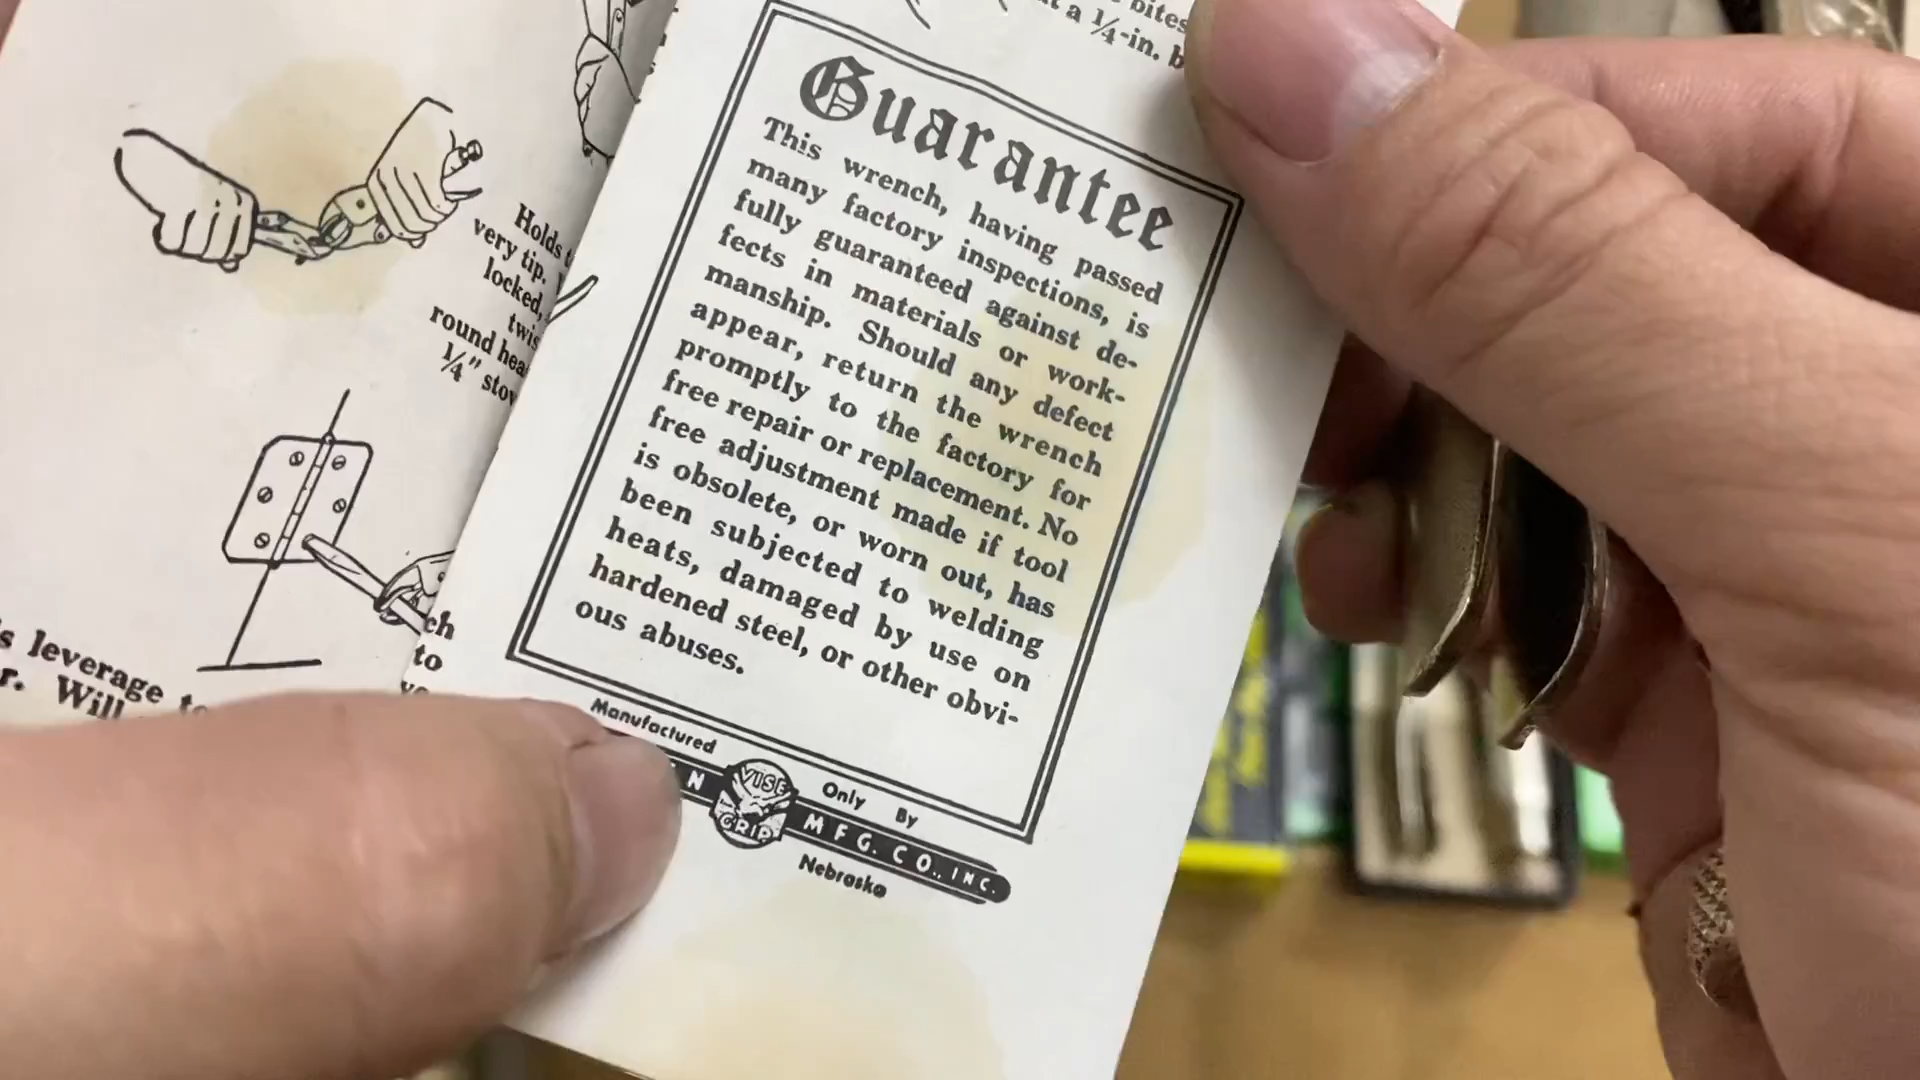 bites
a 1/4-in. b
Holds
very tip.
locked,
twis
round hea
1/4" stov
s leverage to
r. Will
ch
to
Guarantee
This wrench, having passed
many factory inspections, is
fully guaranteed against de-
fects in materials or work-
manship. Should any defect
appear, return the wrench
promptly to the factory for
free repair or replacement. No
free adjustment made if tool
is obsolete, or worn out, has
been subjected to welding
heats, damaged by use on
hardened steel, or other obvi-
ous abuses.
Manufactured Only By
N VISE GRIP MFG. CO., INC.
Nebraska